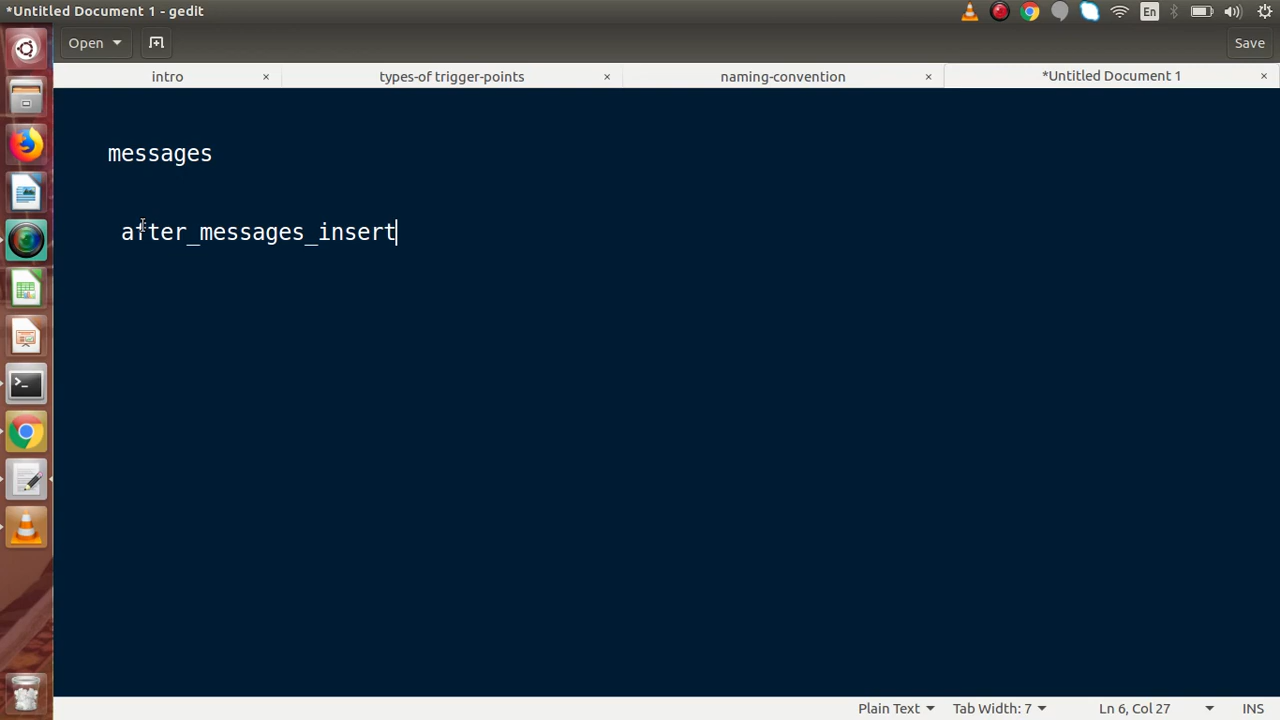 *Untitled Document 1 - gedit
En
Open
Save
intro × types-of trigger-points × naming-convention × *Untitled Document 1 ×
messages
after_messages_insert
Plain Text Tab Width: 7 Ln 6, Col 27 INS